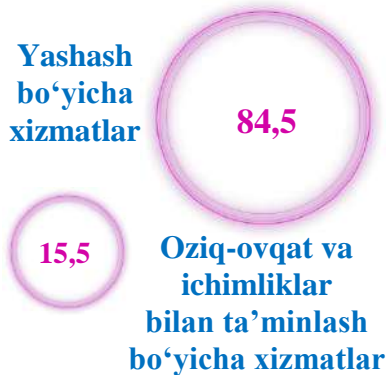 Yashash
bo‘yicha
xizmatlar
84,5
15,5
Oziq-ovqat va
ichimliklar
bilan ta’minlash
bo‘yicha xizmatlar